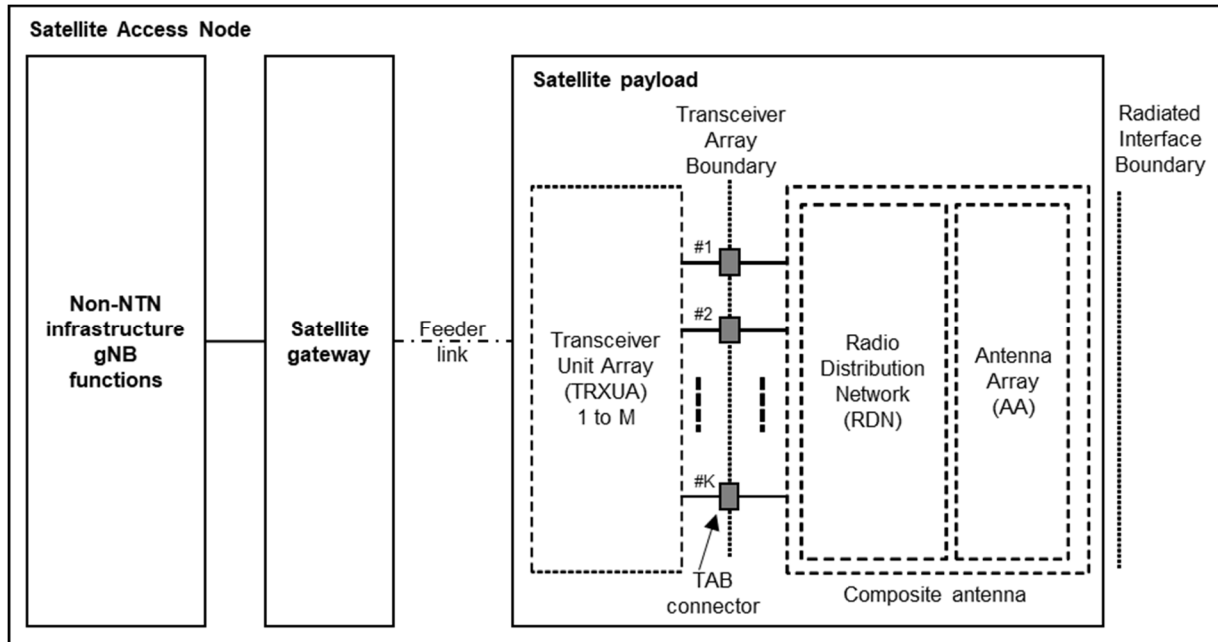 Satellite Access Node
Non-NTN
infrastructure
gNB
functions
Satellite
gateway
Feeder
link
Satellite payload
Transceiver
Array
Boundary
Transceiver
Unit Array
(TRXUA)
1 to M
#1
#2
#K
TAB
connector
Radio
Distribution
Network
(RDN)
Antenna
Array
(AA)
Composite antenna
Radiated
Interface
Boundary